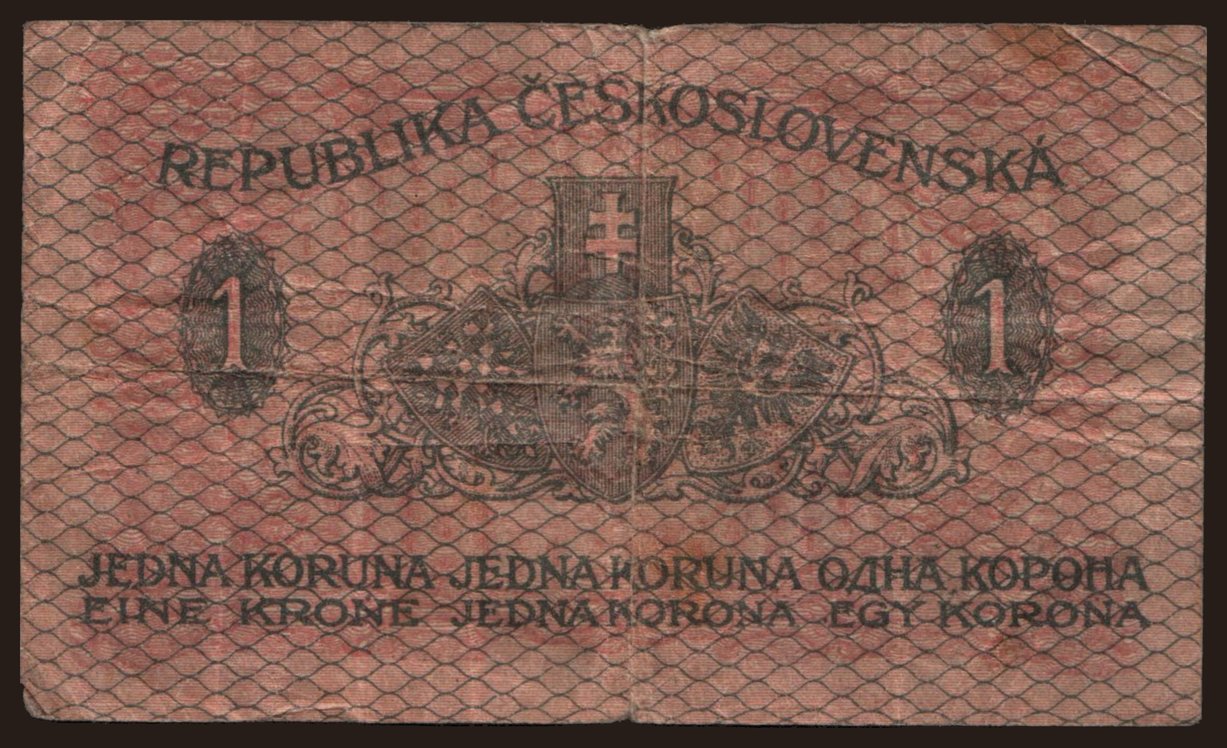 REPUBLIKA ČESKOSLOVENSKÁ
1 1
JEDNA KORUNA JEDNA KORUNA ОДНА КОРОНА
EINE KRONE JEDNA KORONA EGY KORONA